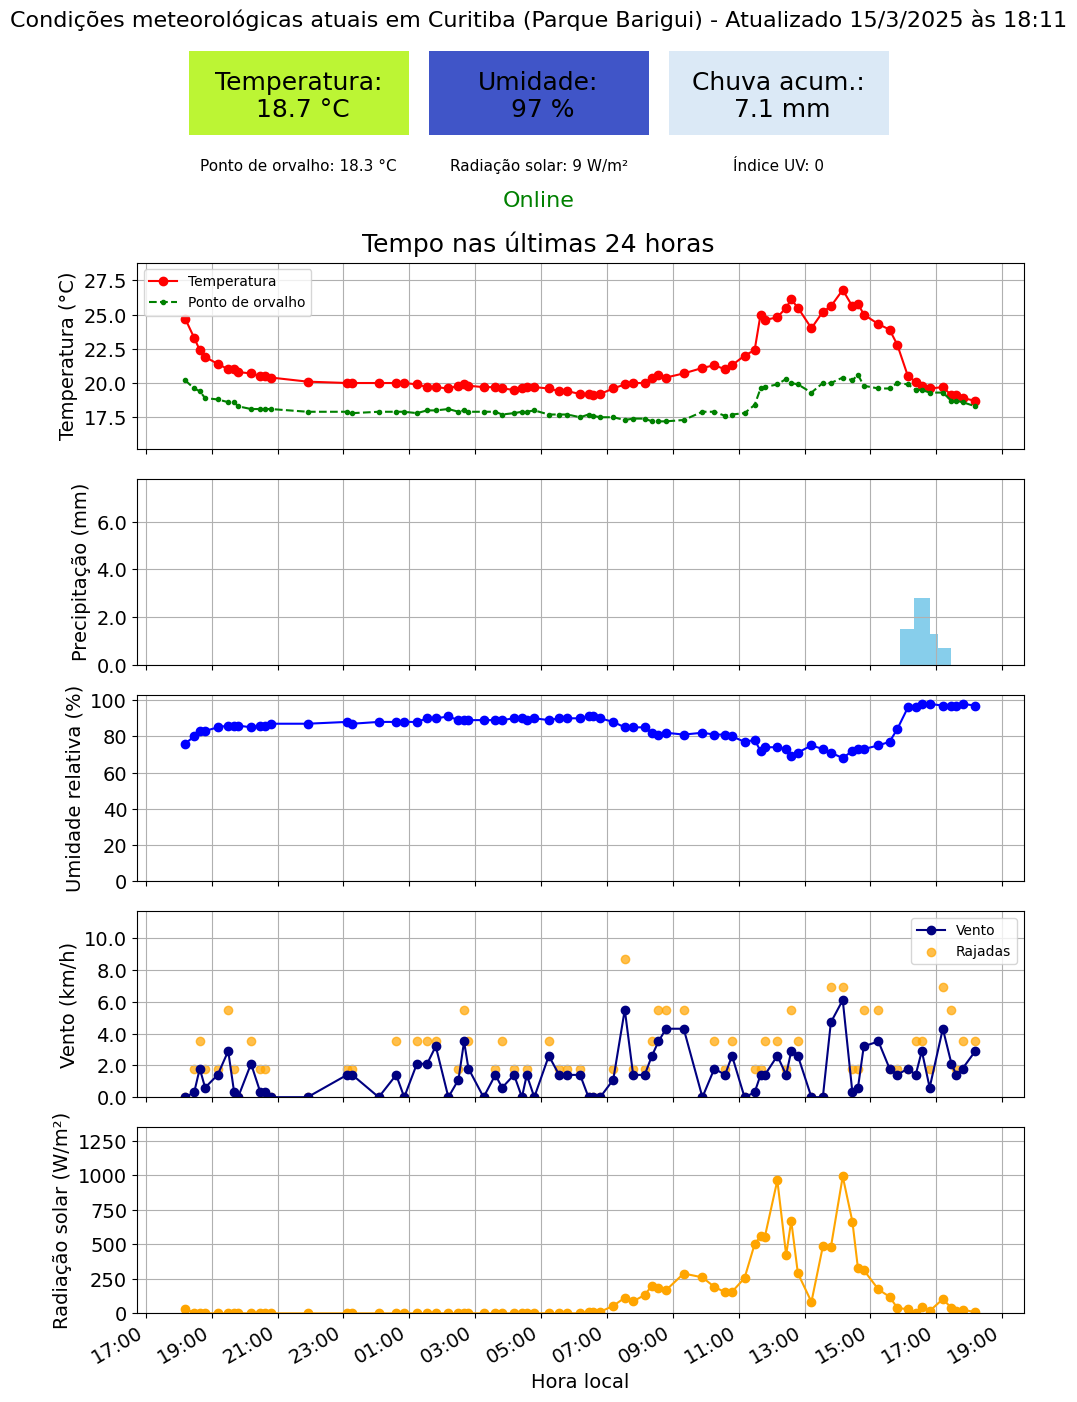 Condições meteorológicas atuais em Curitiba (Parque Barigui) - Atualizado 15/3/2025 às 18:11
Temperatura:
18.7 °C
Umidade:
97 %
Chuva acum.:
7.1 mm
Ponto de orvalho: 18.3 °C
Radiação solar: 9 W/m²
Índice UV: 0
Online
Tempo nas últimas 24 horas
Temperatura (°C)
27.5
25.0
22.5
20.0
17.5
Temperatura
Ponto de orvalho
Precipitação (mm)
6.0
4.0
2.0
0.0
Umidade relativa (%)
100
80
60
40
20
0
Vento (km/h)
10.0
8.0
6.0
4.0
2.0
0.0
Vento
Rajadas
Radiação solar (W/m²)
1250
1000
750
500
250
0
17:00
19:00
21:00
23:00
01:00
03:00
05:00
07:00
09:00
11:00
13:00
15:00
17:00
19:00
Hora local